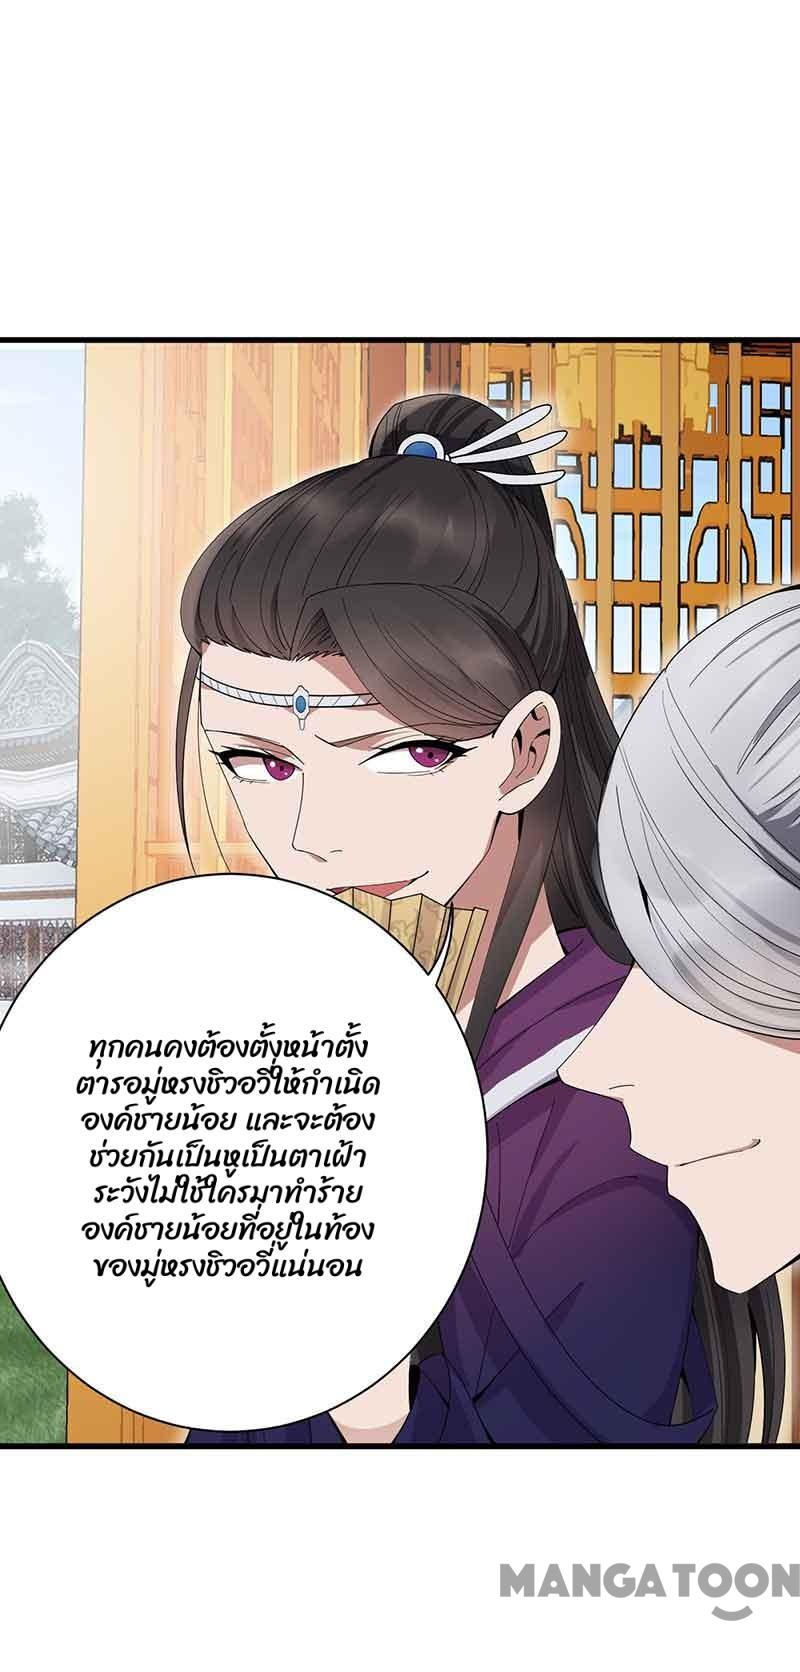 ทุกคนคงต้องตั้งหน้าตั้ง
ตารอมู่หรงชิวอวี่ให้กำเนิด
องค์ชายน้อย และจะต้อง
ช่วยกันเป็นหูเป็นตาเฝ้า
ระวังไม่ใช้ใครมาทำร้าย
องค์ชายน้อยที่อยู่ในท้อง
ของมู่หรงชิวอวี่แน่นอน
MANGATOON